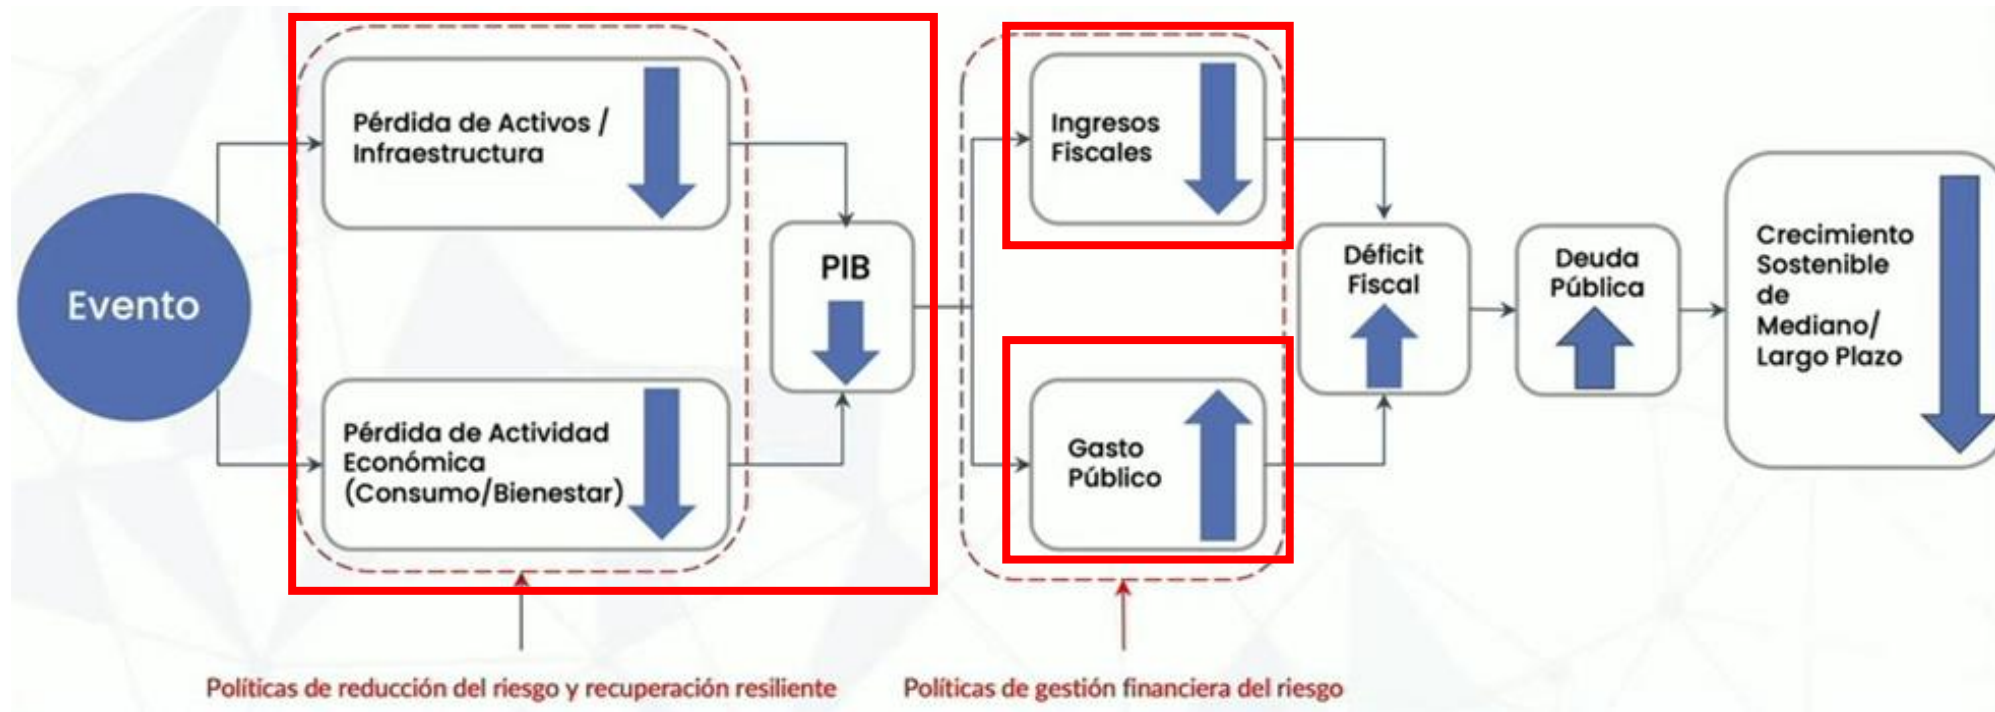 Evento
Pérdida de Activos /
Infraestructura
Pérdida de Actividad
Económica
(Consumo/Bienestar)
PIB
Ingresos
Fiscales
Gasto
Público
Déficit
Fiscal
Deuda
Pública
Crecimiento
Sostenible
de
Mediano/
Largo Plazo
Políticas de reducción del riesgo y recuperación resiliente
Políticas de gestión financiera del riesgo